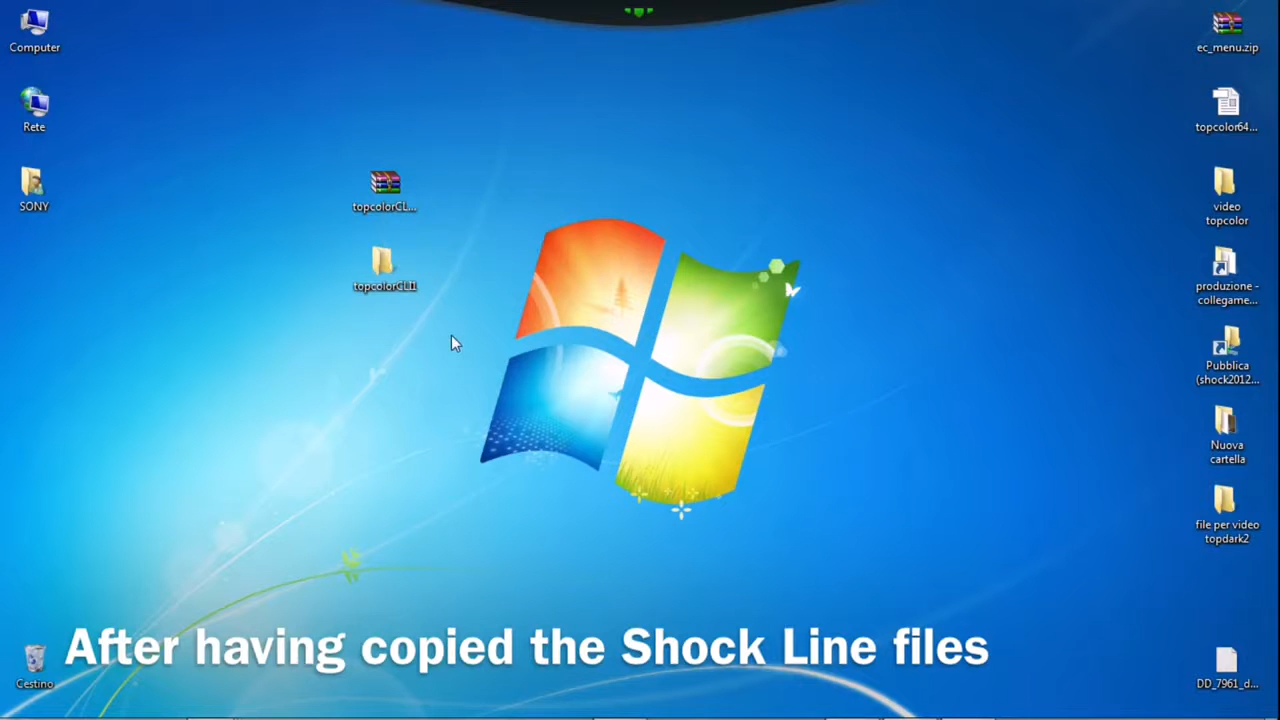 Computer
Rete
SONY
topcolorCL...
topcolorCLI1
ec_menu.zip
topcolor64...
video
topcolor
produzione -
collegame...
Pubblica
(shock2012...
Nuova
cartella
file per video
topdark2
DD_7961_d...
Cestino
After having copied the Shock Line files